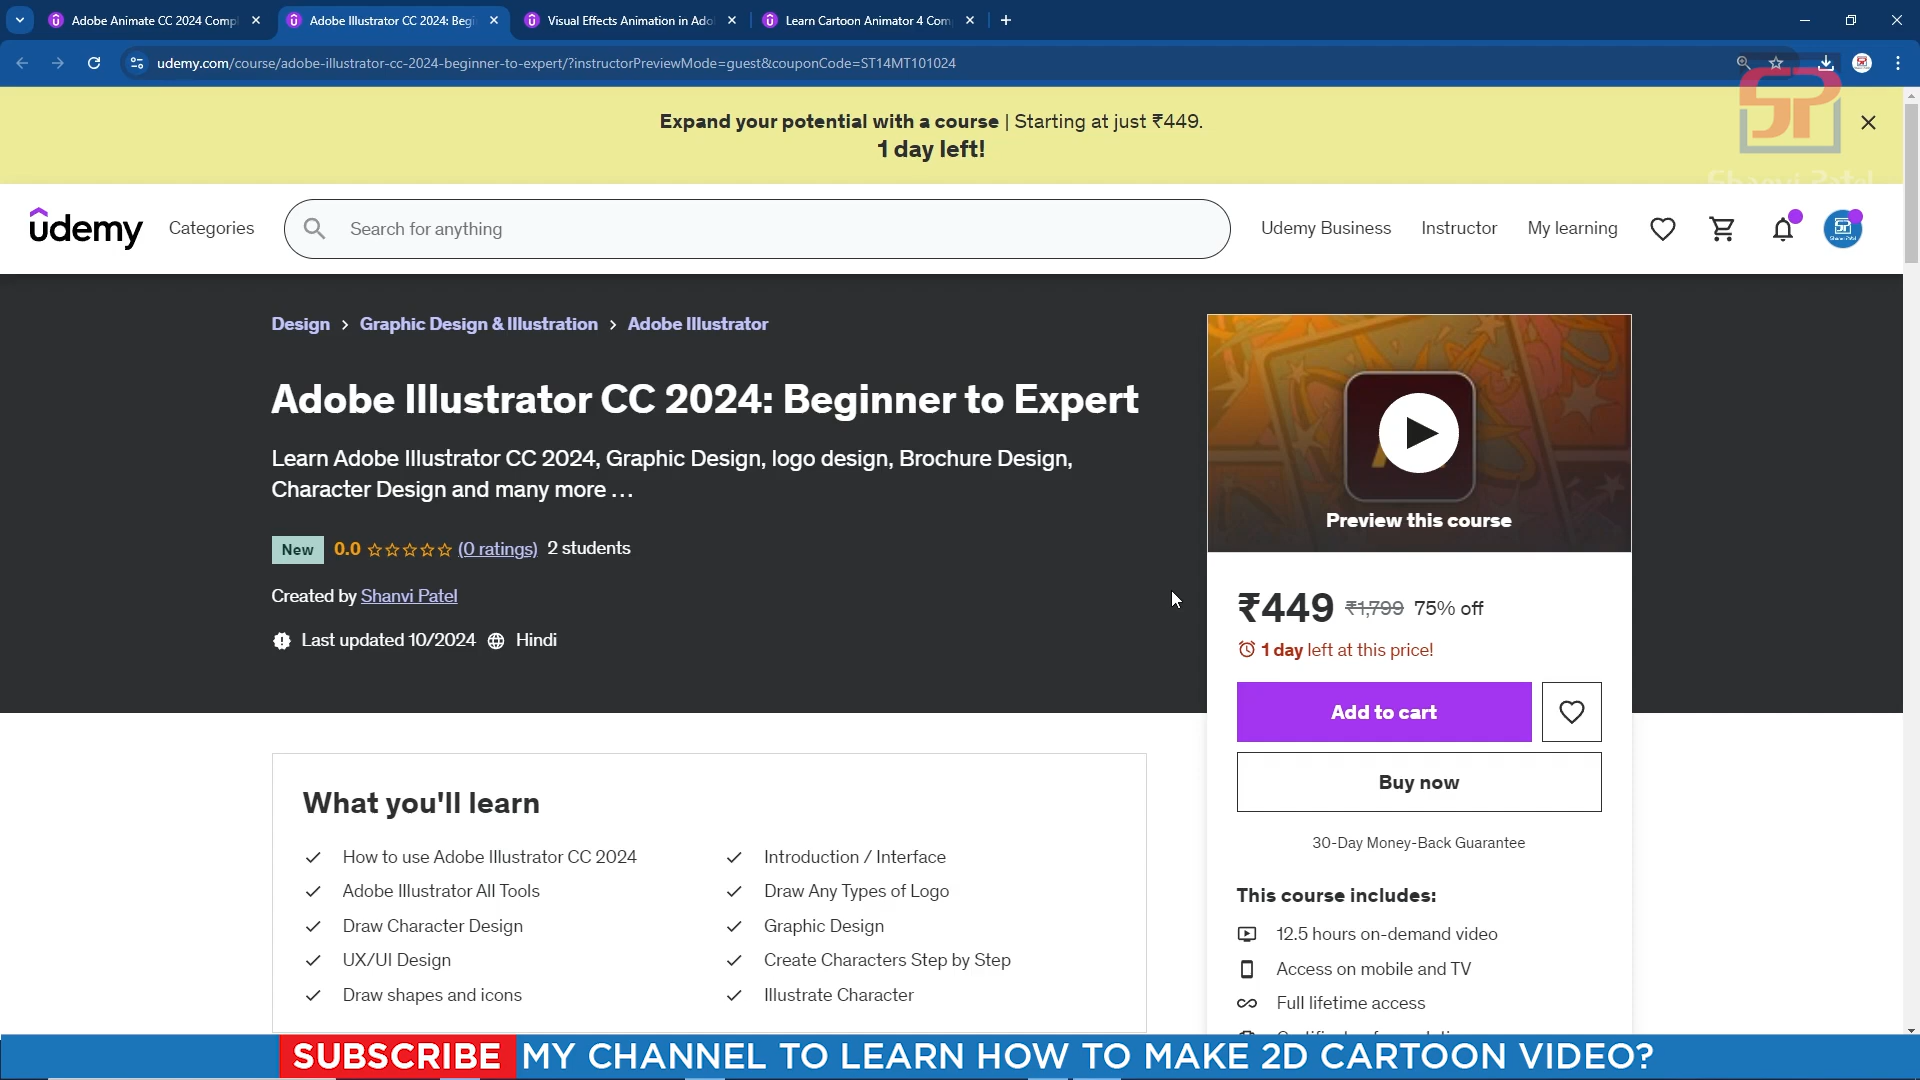 Adobe Animate CC 2024 Compl
Adobe Illustrator CC 2024: Begi
Visual Effects Animation in Ado
Learn Cartoon Animator 4 Com
udemy.com/course/adobe-illustrator-cc-2024-beginner-to-expert/?instructorPreviewMode=guest&couponCode=ST14MT101024
Expand your potential with a course | Starting at just ₹449.
1 day left!
SP
Shanvi Patel
udemy
Categories
Search for anything
Udemy Business
Instructor
My learning
Design > Graphic Design & Illustration > Adobe Illustrator
Adobe Illustrator CC 2024: Beginner to Expert
Learn Adobe Illustrator CC 2024, Graphic Design, logo design, Brochure Design,
Character Design and many more ...
New 0.0 (0 ratings) 2 students
Created by Shanvi Patel
Last updated 10/2024 Hindi
Preview this course
₹449 ₹1,799 75% off
1 day left at this price!
Add to cart
Buy now
30-Day Money-Back Guarantee
This course includes:
12.5 hours on-demand video
Access on mobile and TV
Full lifetime access
What you'll learn
How to use Adobe Illustrator CC 2024
Introduction / Interface
Adobe Illustrator All Tools
Draw Any Types of Logo
Draw Character Design
Graphic Design
UX/UI Design
Create Characters Step by Step
Draw shapes and icons
Illustrate Character
SUBSCRIBE MY CHANNEL TO LEARN HOW TO MAKE 2D CARTOON VIDEO?